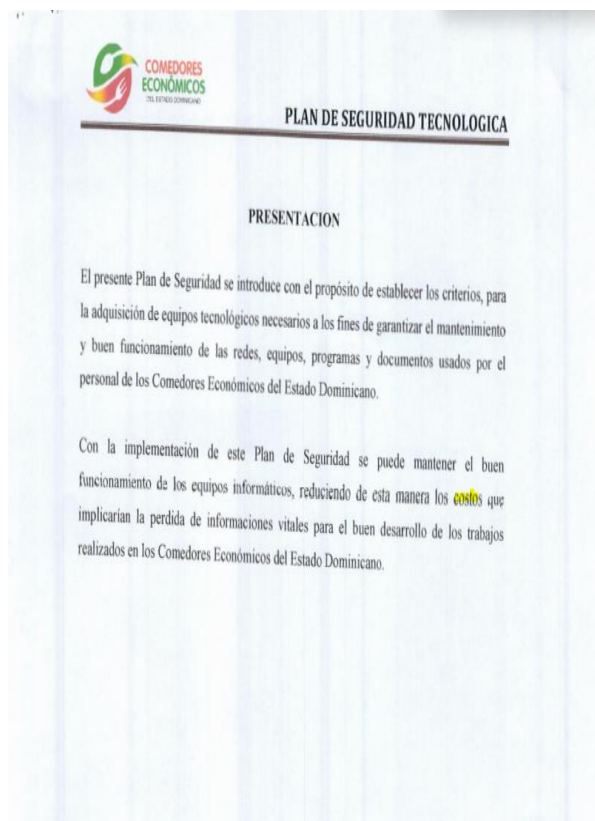 COMEDORES
ECONÓMICOS
DEL ESTADO DOMINICANO
PLAN DE SEGURIDAD TECNOLOGICA
PRESENTACION
El presente Plan de Seguridad se introduce con el propósito de establecer los criterios, para
la adquisición de equipos tecnológicos necesarios a los fines de garantizar el mantenimiento
y buen funcionamiento de las redes, equipos, programas y documentos usados por el
personal de los Comedores Económicos del Estado Dominicano.
Con la implementación de este Plan de Seguridad se puede mantener el buen
funcionamiento de los equipos informáticos, reduciendo de esta manera los costos que
implicarían la perdida de informaciones vitales para el buen desarrollo de los trabajos
realizados en los Comedores Económicos del Estado Dominicano.